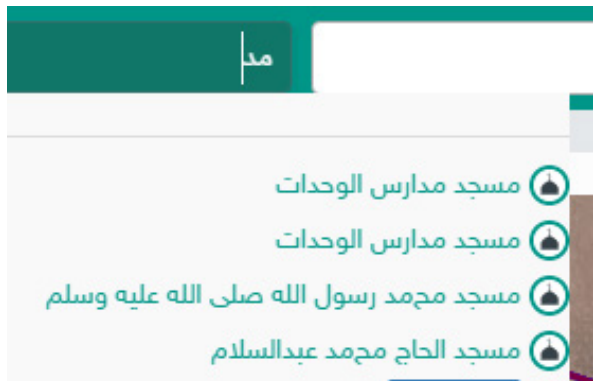 مد
مسجد مدارس الوحدات
مسجد مدارس الوحدات
مسجد محمد رسول الله صلى الله عليه وسلم
مسجد الحاج محمد عبدالسلام